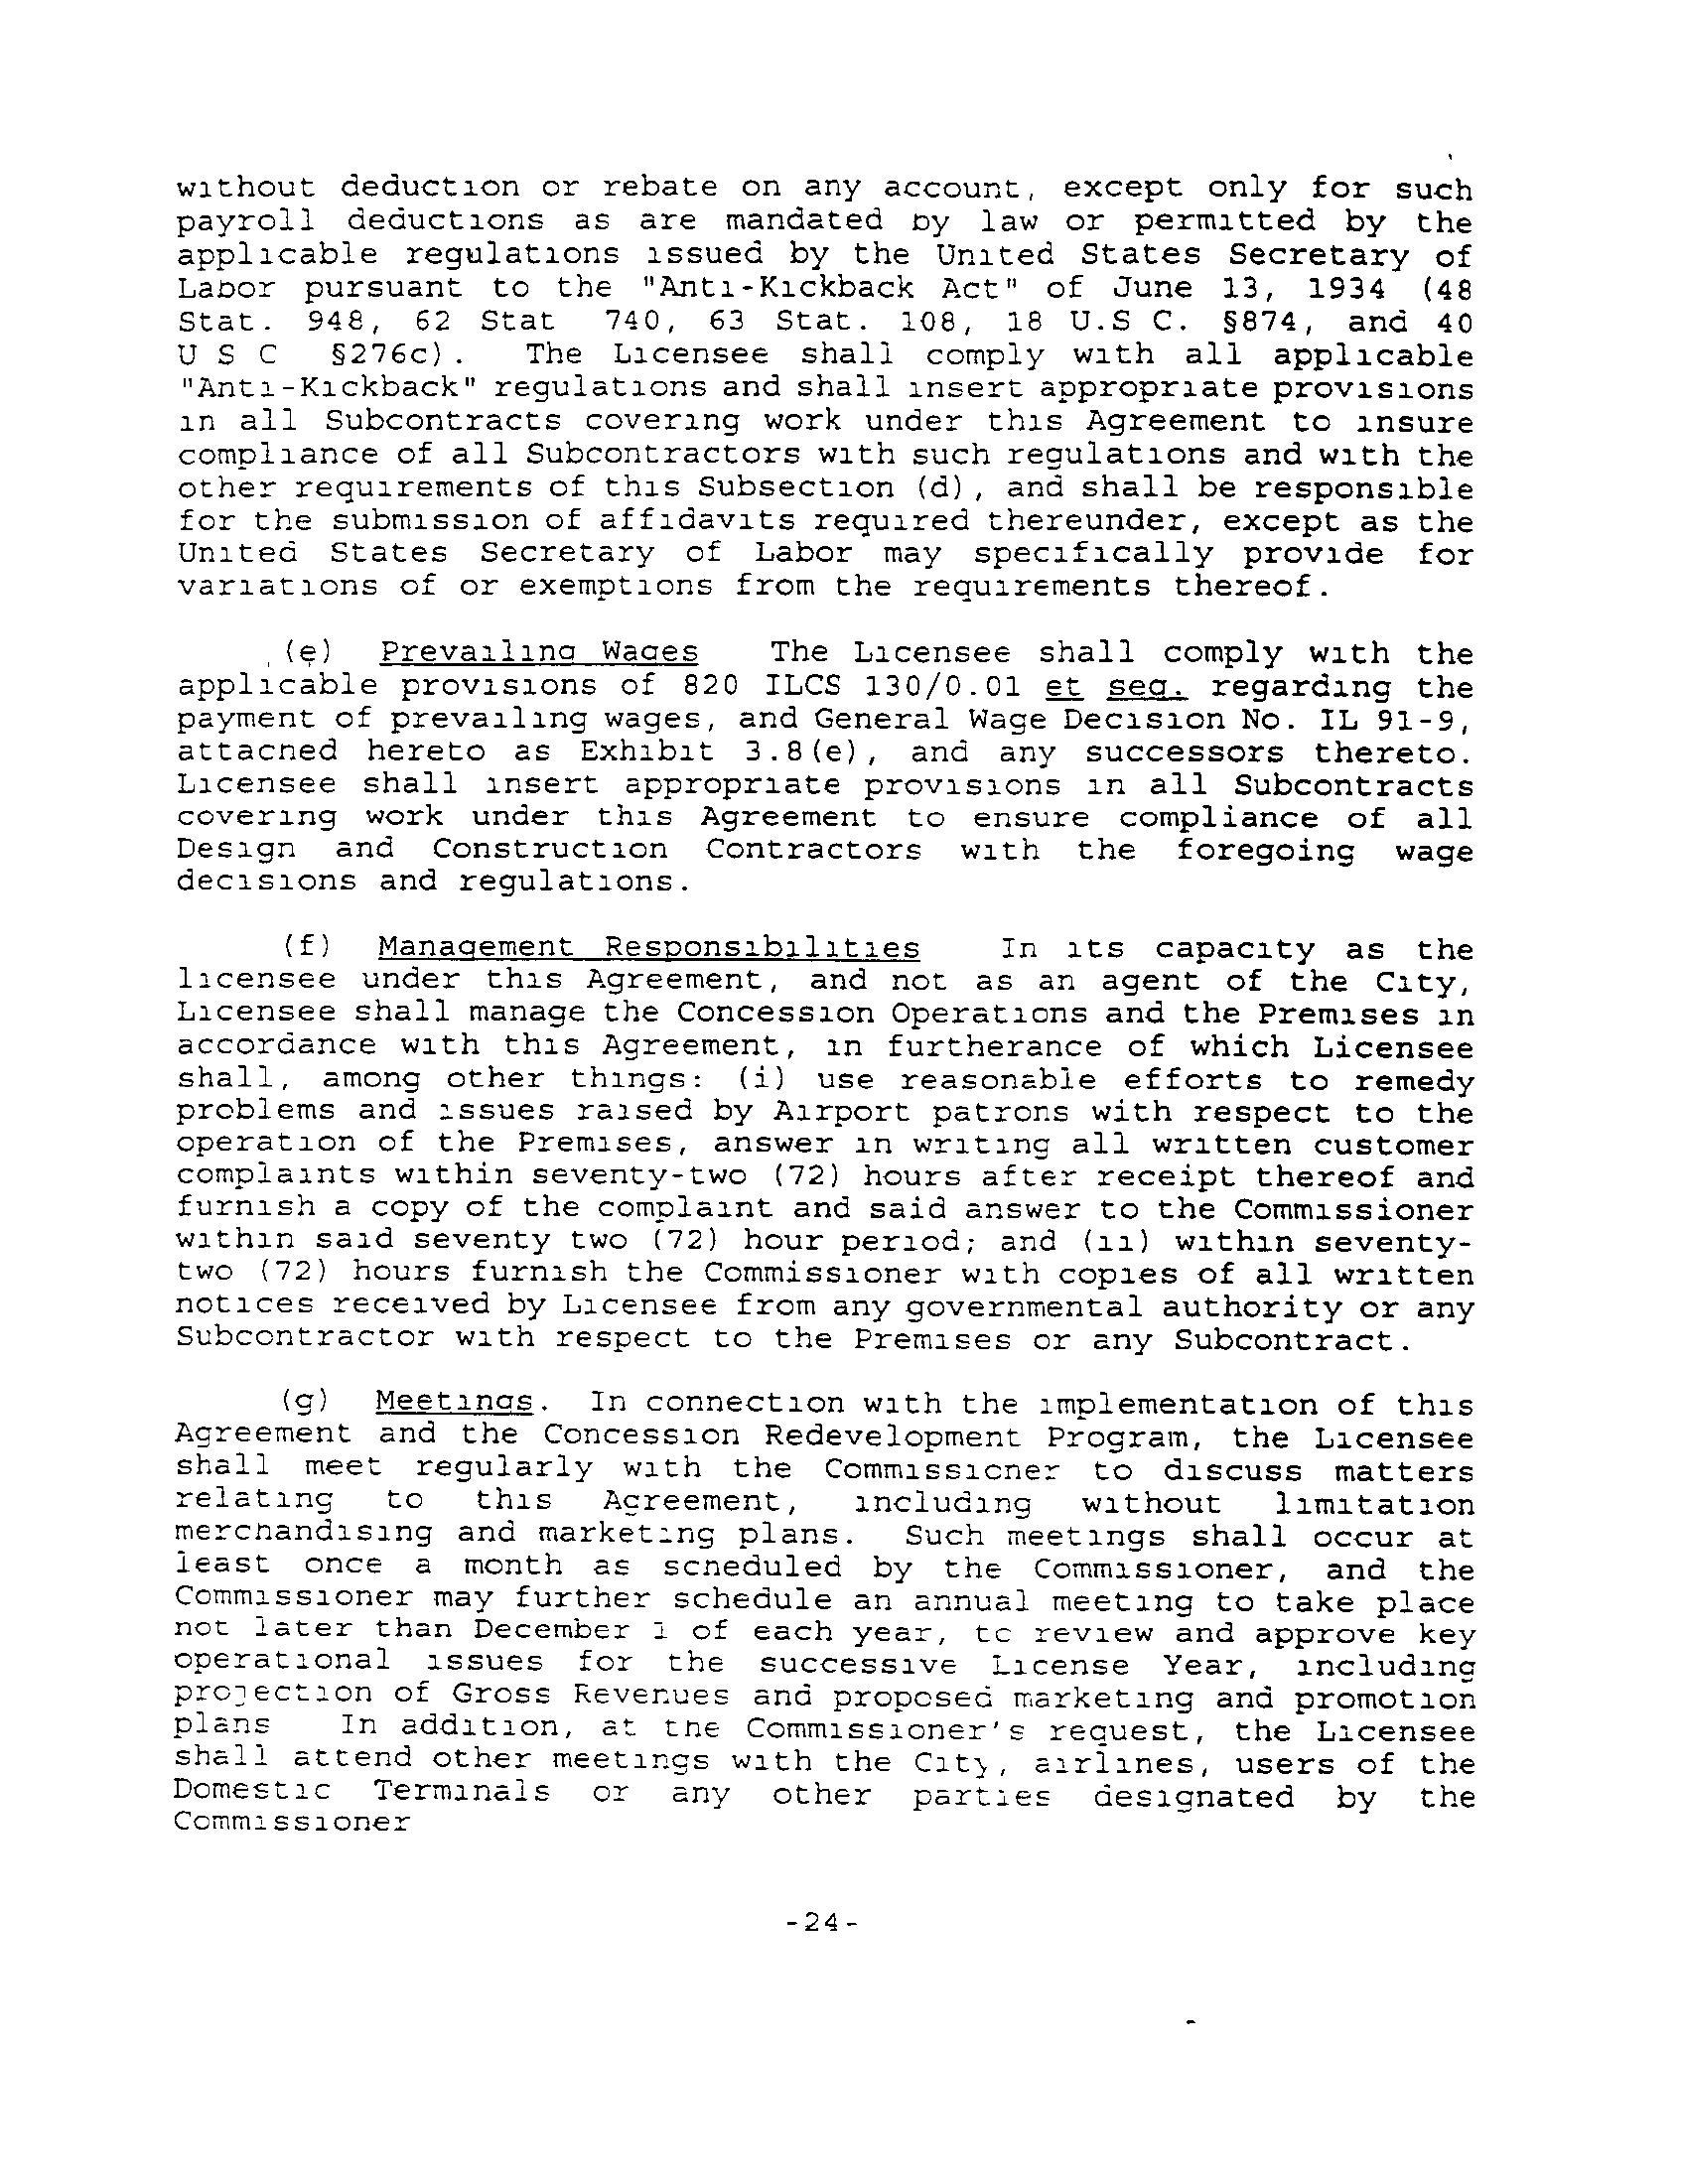 without deduction or rebate on any account, except only for such
payroll deductions as are mandated by law or permitted by the
applicable regulations issued by the United States Secretary of
Labor pursuant to the "Anti-Kickback Act" of June 13, 1934 (48
Stat. 948, 62 Stat 740, 63 Stat. 108, 18 U.S C. §874, and 40
U S C §276c). The Licensee shall comply with all applicable
"Anti-Kickback" regulations and shall insert appropriate provisions
in all Subcontracts covering work under this Agreement to insure
compliance of all Subcontractors with such regulations and with the
other requirements of this Subsection (d), and shall be responsible
for the submission of affidavits required thereunder, except as the
United States Secretary of Labor may specifically provide for
variations of or exemptions from the requirements thereof.
(e) Prevailing Wages The Licensee shall comply with the
applicable provisions of 820 ILCS 130/0.01 et seq. regarding the
payment of prevailing wages, and General Wage Decision No. IL 91-9,
attached hereto as Exhibit 3.8(e), and any successors thereto.
Licensee shall insert appropriate provisions in all Subcontracts
covering work under this Agreement to ensure compliance of all
Design and Construction Contractors with the foregoing wage
decisions and regulations.
(f) Management Responsibilities In its capacity as the
licensee under this Agreement, and not as an agent of the City,
Licensee shall manage the Concession Operations and the Premises in
accordance with this Agreement, in furtherance of which Licensee
shall, among other things: (i) use reasonable efforts to remedy
problems and issues raised by Airport patrons with respect to the
operation of the Premises, answer in writing all written customer
complaints within seventy-two (72) hours after receipt thereof and
furnish a copy of the complaint and said answer to the Commissioner
within said seventy two (72) hour period; and (ii) within seventy-
two (72) hours furnish the Commissioner with copies of all written
notices received by Licensee from any governmental authority or any
Subcontractor with respect to the Premises or any Subcontract.
(g) Meetings. In connection with the implementation of this
Agreement and the Concession Redevelopment Program, the Licensee
shall meet regularly with the Commissioner to discuss matters
relating to this Agreement, including without limitation
merchandising and marketing plans. Such meetings shall occur at
least once a month as scheduled by the Commissioner, and the
Commissioner may further schedule an annual meeting to take place
not later than December 1 of each year, to review and approve key
operational issues for the successive License Year, including
projection of Gross Revenues and proposed marketing and promotion
plans In addition, at the Commissioner's request, the Licensee
shall attend other meetings with the City, airlines, users of the
Domestic Terminals or any other parties designated by the
Commissioner
-24-